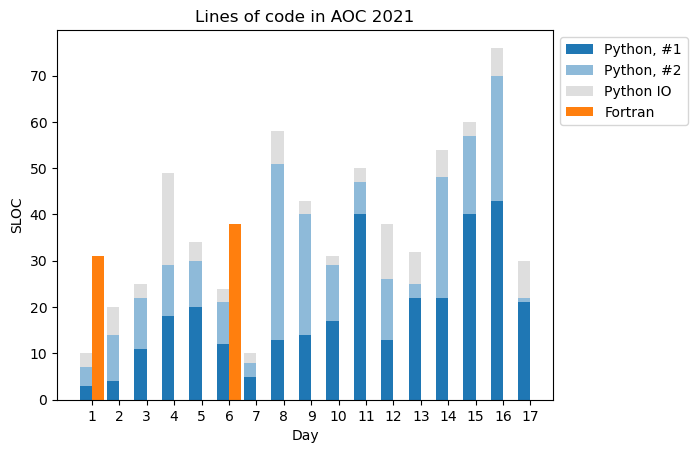 Lines of code in AOC 2021
Python, #1
Python, #2
Python IO
Fortran
SLOC
70
60
50
40
30
20
10
0
1 2 3 4 5 6 7 8 9 10 11 12 13 14 15 16 17
Day